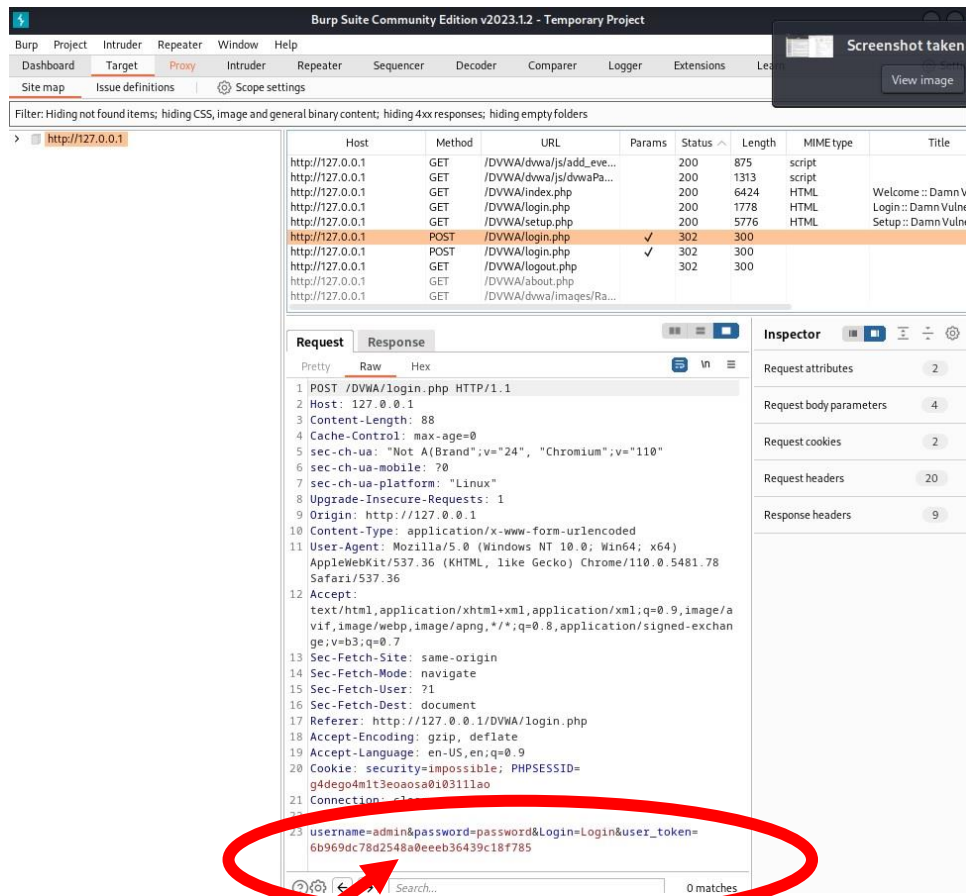 Burp Suite Community Edition v2023.1.2 - Temporary Project
Burp Project Intruder Repeater Window Help
Screenshot taken
View image
Dashboard Target Proxy Intruder Repeater Sequencer Decoder Comparer Logger Extensions
Site map Issue definitions Scope settings
Filter: Hiding not found items; hiding CSS, image and general binary content; hiding 4xx responses; hiding empty folders
http://127.0.0.1
Host Method URL Params Status Length MIME type Title
http://127.0.0.1 GET /DVWA/dvwa/js/add_eve... 200 875 script
http://127.0.0.1 GET /DVWA/dvwa/js/dvwaPa... 200 1313 script
http://127.0.0.1 GET /DVWA/index.php 200 6424 HTML Welcome :: Damn V
http://127.0.0.1 GET /DVWA/login.php 200 1778 HTML Login :: Damn Vulne
http://127.0.0.1 GET /DVWA/setup.php 200 5776 HTML Setup :: Damn Vulne
http://127.0.0.1 POST /DVWA/login.php ✓ 302 300
http://127.0.0.1 POST /DVWA/login.php ✓ 302 300
http://127.0.0.1 GET /DVWA/logout.php 302 300
http://127.0.0.1 GET /DVWA/about.php
http://127.0.0.1 GET /DVWA/dvwa/images/Ra...
Request Response
Pretty Raw Hex \n
1 POST /DVWA/login.php HTTP/1.1
2 Host: 127.0.0.1
3 Content-Length: 88
4 Cache-Control: max-age=0
5 sec-ch-ua: "Not A(Brand";v="24", "Chromium";v="110"
6 sec-ch-ua-mobile: ?0
7 sec-ch-ua-platform: "Linux"
8 Upgrade-Insecure-Requests: 1
9 Origin: http://127.0.0.1
10 Content-Type: application/x-www-form-urlencoded
11 User-Agent: Mozilla/5.0 (Windows NT 10.0; Win64; x64)
AppleWebKit/537.36 (KHTML, like Gecko) Chrome/110.0.5481.78
Safari/537.36
12 Accept:
text/html,application/xhtml+xml,application/xml;q=0.9,image/a
vif,image/webp,image/apng,*/*;q=0.8,application/signed-exchan
ge;v=b3;q=0.7
13 Sec-Fetch-Site: same-origin
14 Sec-Fetch-Mode: navigate
15 Sec-Fetch-User: ?1
16 Sec-Fetch-Dest: document
17 Referer: http://127.0.0.1/DVWA/login.php
18 Accept-Encoding: gzip, deflate
19 Accept-Language: en-US,en;q=0.9
20 Cookie: security=impossible; PHPSESSID=
g4dego4m1t3eoaosa0i03111ao
21 Connection:
23 username=admin&password=password&Login=Login&user_token=
6b969dc78d2548a0eeeb36439c18f785
Search... 0 matches
Inspector
Request attributes 2
Request body parameters 4
Request cookies 2
Request headers 20
Response headers 9